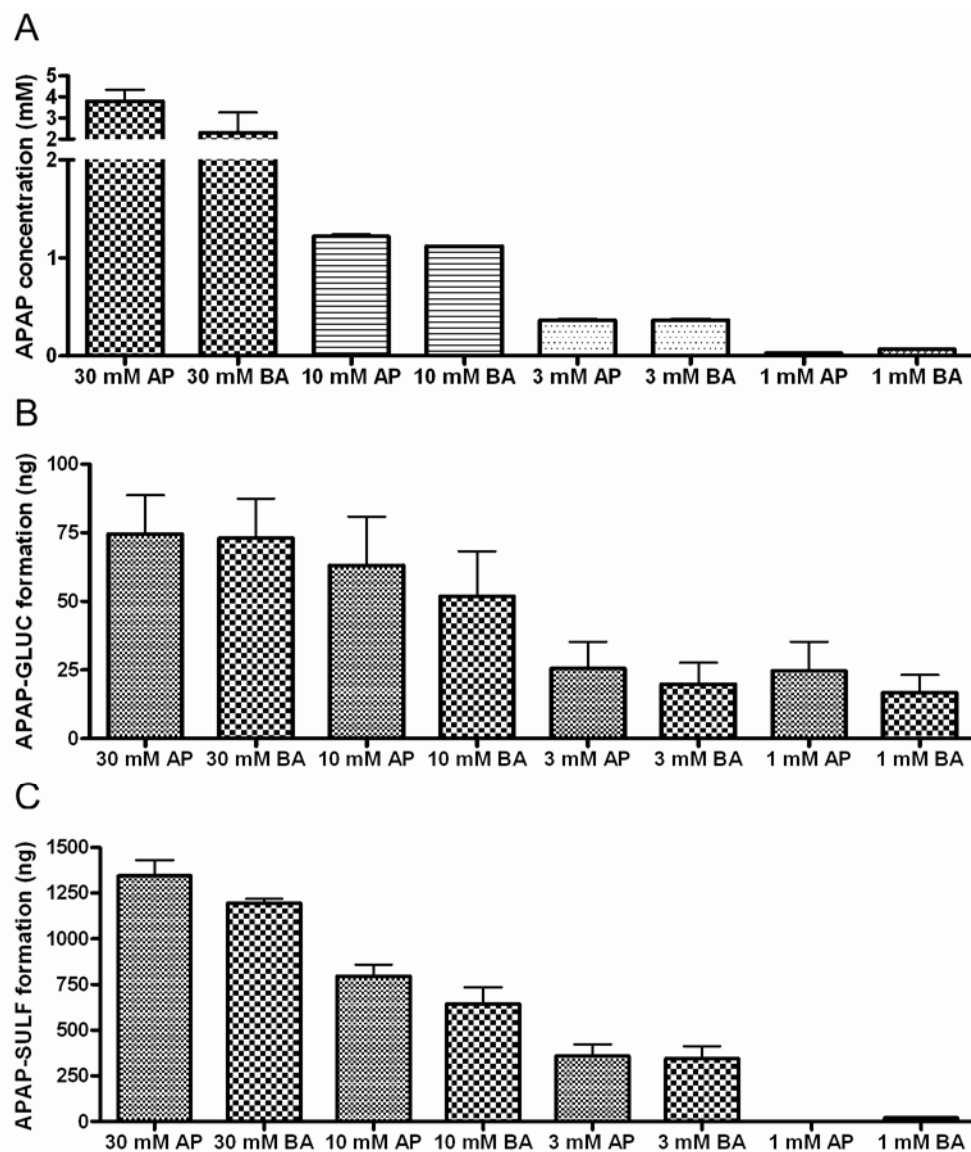 A
APAP concentration (mM)
5
4
3
2
2
1
0
30 mM AP 30 mM BA 10 mM AP 10 mM BA 3 mM AP 3 mM BA 1 mM AP 1 mM BA
B
APAP-GLUC formation (ng)
100
75
50
25
0
30 mM AP 30 mM BA 10 mM AP 10 mM BA 3 mM AP 3 mM BA 1 mM AP 1 mM BA
C
APAP-SULF formation (ng)
1500
1250
1000
750
500
250
0
30 mM AP 30 mM BA 10 mM AP 10 mM BA 3 mM AP 3 mM BA 1 mM AP 1 mM BA